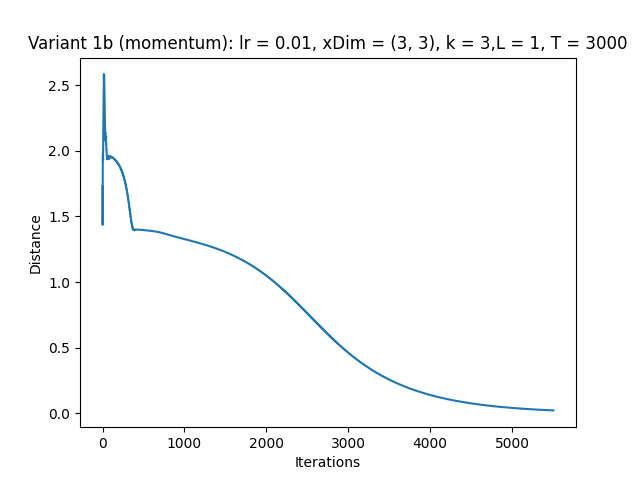 Variant 1b (momentum): lr = 0.01, xDim = (3, 3), k = 3,L = 1, T = 3000
2.5
2.0
1.5
1.0
0.5
0.0
Distance
0 1000 2000 3000 4000 5000
Iterations